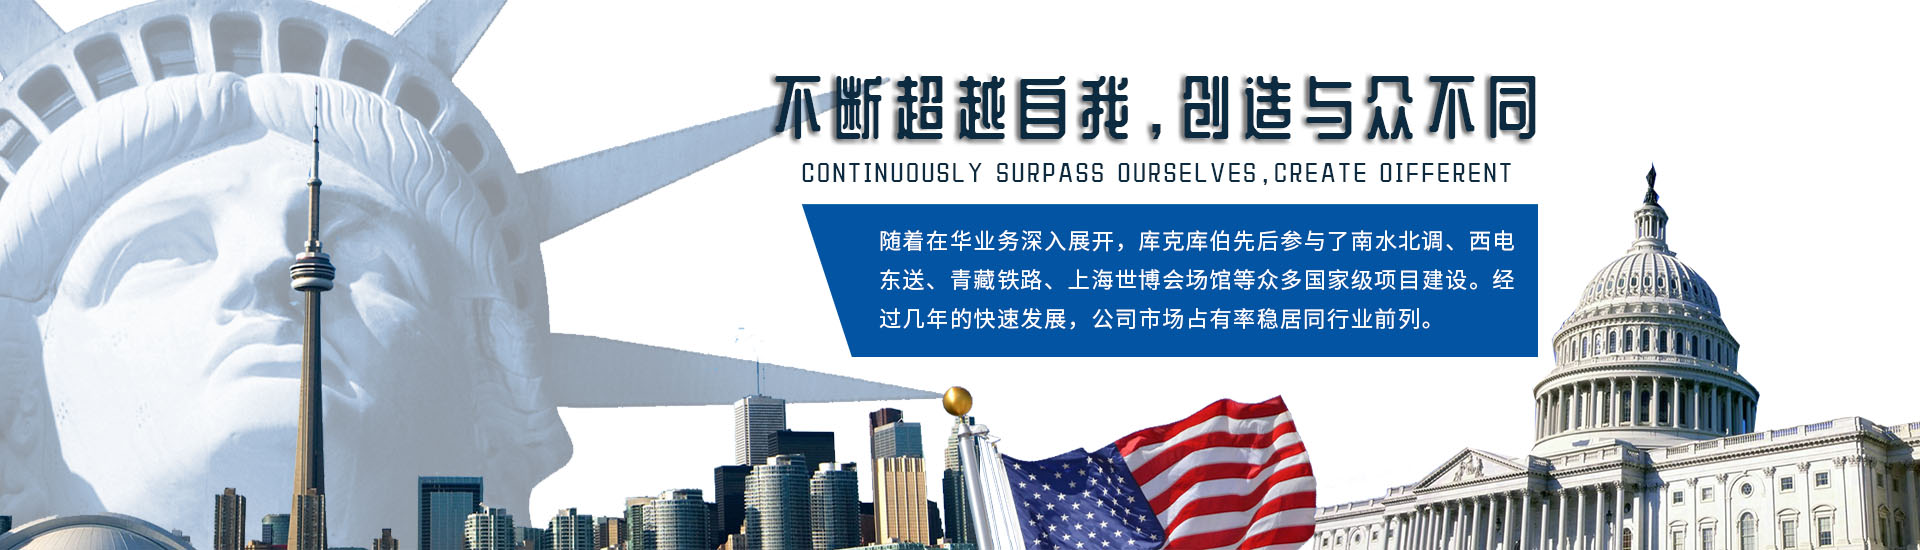 不断超越自我,创造与众不同
CONTINUOUSLY SURPASS OURSELVES,CREATE DIFFERENT
随着在华业务深入展开，库克库伯先后参与了南水北调、西电
东送、青藏铁路、上海世博会场馆等众多国家级项目建设。经
过几年的快速发展，公司市场占有率稳居同行业前列。